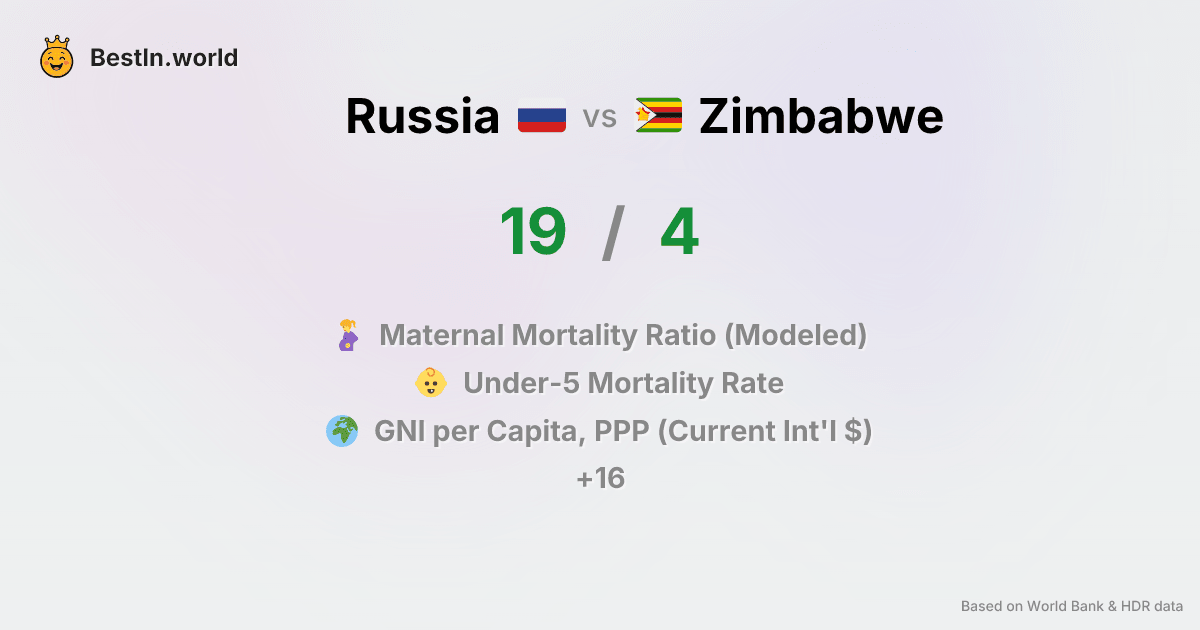 BestIn.world
Russia vs Zimbabwe
19 / 4
Maternal Mortality Ratio (Modeled)
Under-5 Mortality Rate
GNI per Capita, PPP (Current Int'l $)
+16
Based on World Bank & HDR data